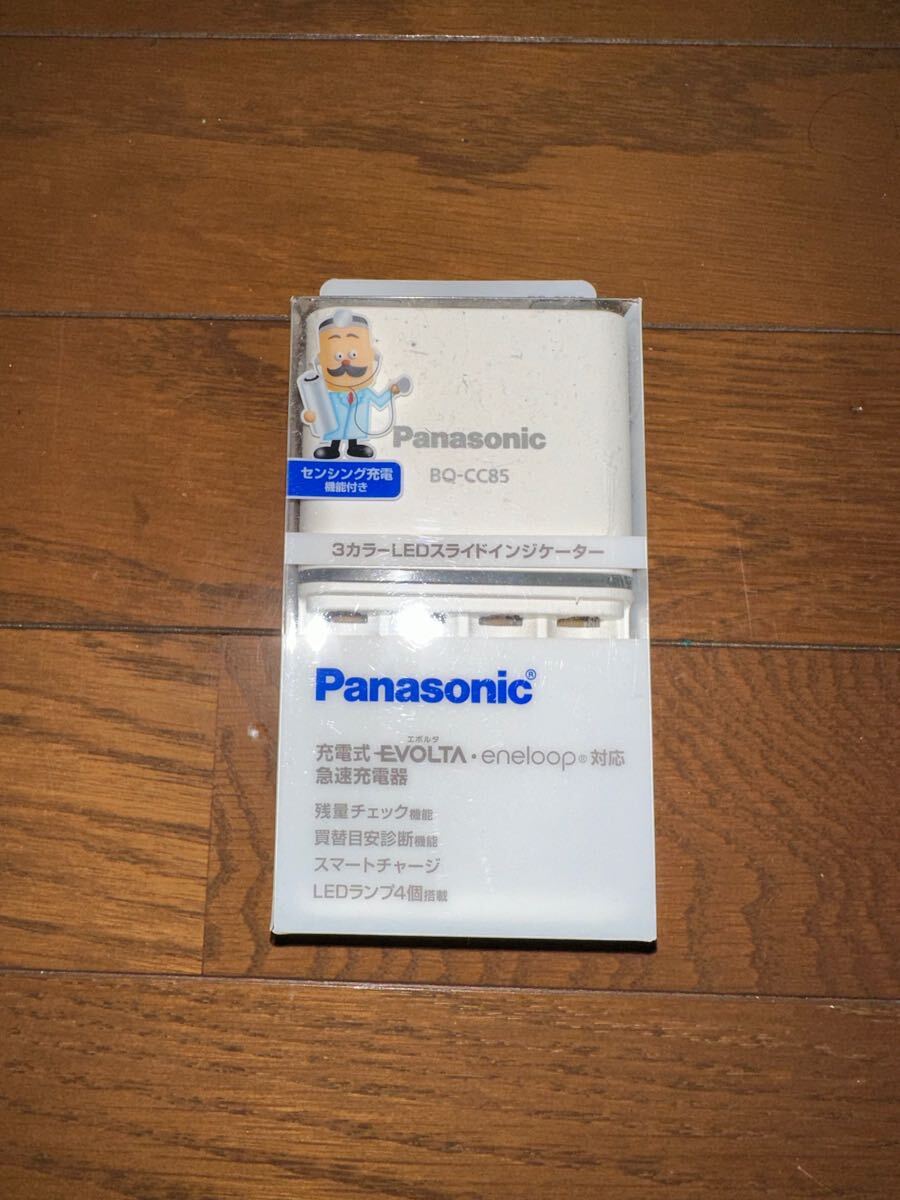 Panasonic
BQ-CC85
センシング充電
機能付き
3カラーLEDスライドインジケーター
Panasonic®
エボルタ
充電式 EVOLTA・eneloop® 対応
急速充電器
残量チェック機能
買替目安診断機能
スマートチャージ
LEDランプ4個搭載